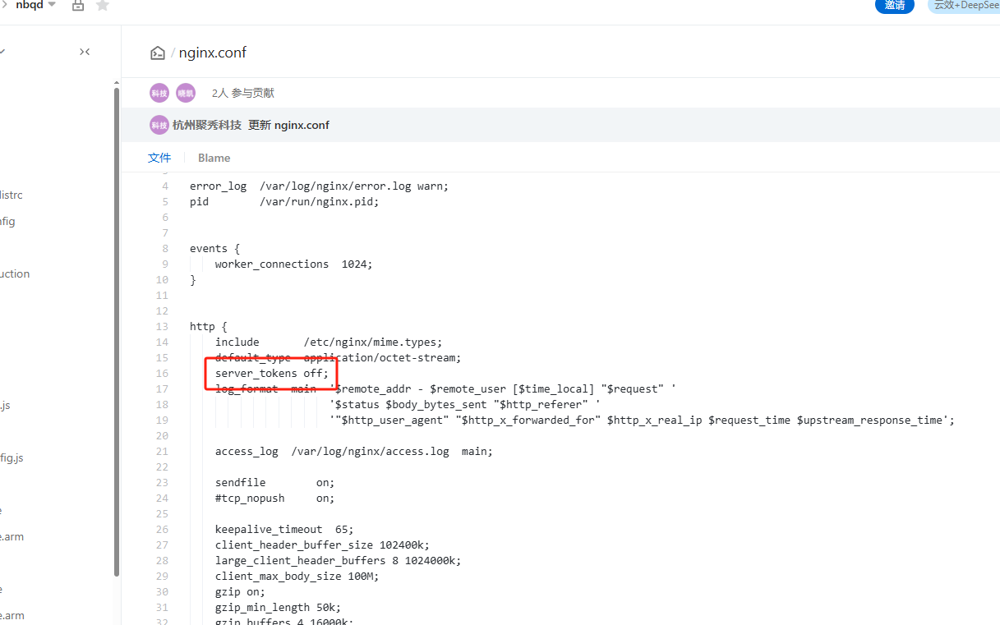 nbqd
邀请
云效+DeepSee
/ nginx.conf
科技 晓凯 2人 参与贡献
科技 杭州聚秀科技 更新 nginx.conf
文件 Blame
listrc
nfig
uction
.js
fig.js
e
e.arm
e
e.arm
3
4 error_log /var/log/nginx/error.log warn;
5 pid /var/run/nginx.pid;
6
7
8 events {
9 worker_connections 1024;
10 }
11
12
13 http {
14 include /etc/nginx/mime.types;
15 default_type application/octet-stream;
16 server_tokens off;
17 log_format main '$remote_addr - $remote_user [$time_local] "$request" '
18 '$status $body_bytes_sent "$http_referer" '
19 '"$http_user_agent" "$http_x_forwarded_for" $http_x_real_ip $request_time $upstream_response_time';
20
21 access_log /var/log/nginx/access.log main;
22
23 sendfile on;
24 #tcp_nopush on;
25
26 keepalive_timeout 65;
27 client_header_buffer_size 102400k;
28 large_client_header_buffers 8 1024000k;
29 client_max_body_size 100M;
30 gzip on;
31 gzip_min_length 50k;
32 gzip_buffers 4 16000k;